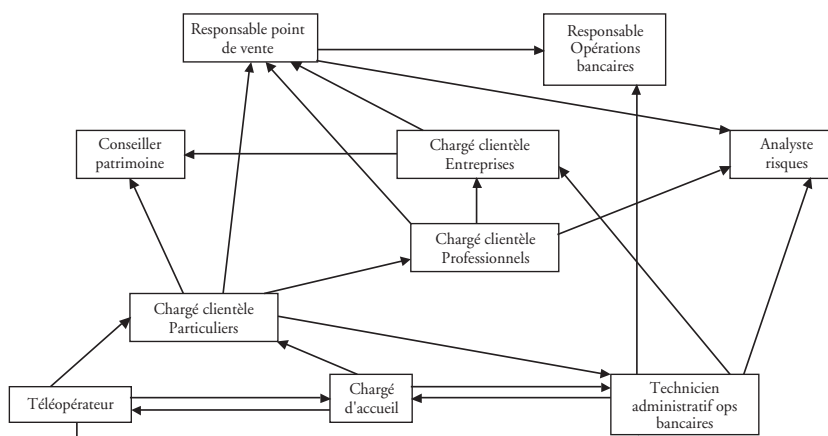 Responsable point
de vente
Responsable
Opérations
bancaires
Conseiller
patrimoine
Chargé clientèle
Entreprises
Analyste
risques
Chargé clientèle
Professionnels
Chargé clientèle
Particuliers
Téléopérateur
Chargé
d'accueil
Technicien
administratif ops
bancaires